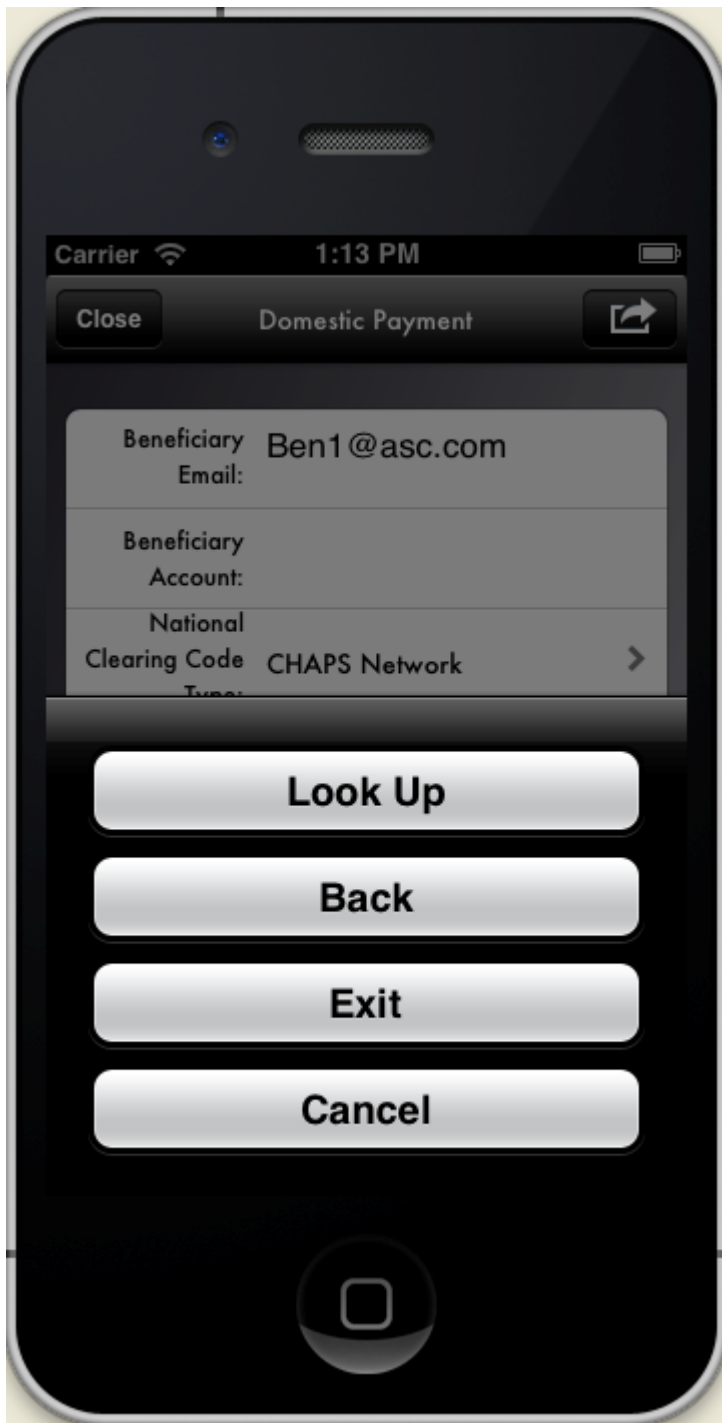 Carrier 1:13 PM
Close Domestic Payment
Beneficiary Ben1@asc.com
Email:
Beneficiary
Account:
National
Clearing Code CHAPS Network
Type:
Look Up
Back
Exit
Cancel